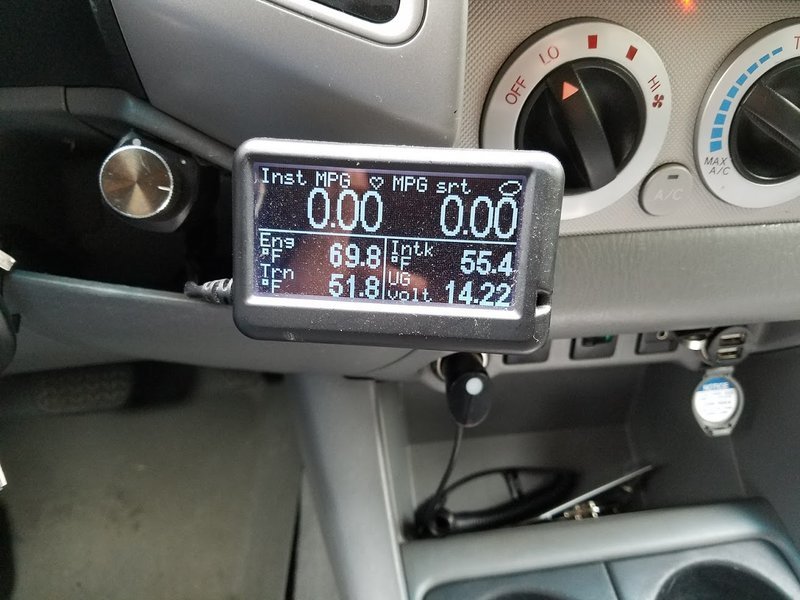 Inst MPG MPG srt
0.00 0.00
Eng °F 69.8
Intk °F 55.4
Trn °F 51.8
UG volt 14.22
OFF LO HI
MAX A/C
A/C
NOTICE